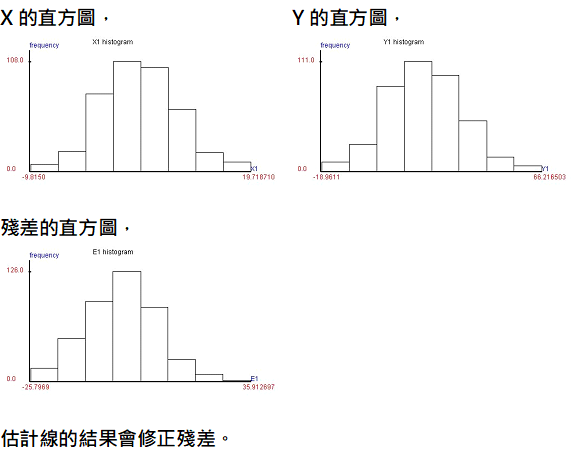 X 的直方圖， Y 的直方圖，
X1 histogram Y1 histogram
frequency frequency
108.0 111.0
0.0 X1 0.0 Y1
-9.8150 19.718710 -18.9611 66.216503
殘差的直方圖，
E1 histogram
frequency
126.0
0.0 E1
-25.7969 35.912697
估計線的結果會修正殘差。